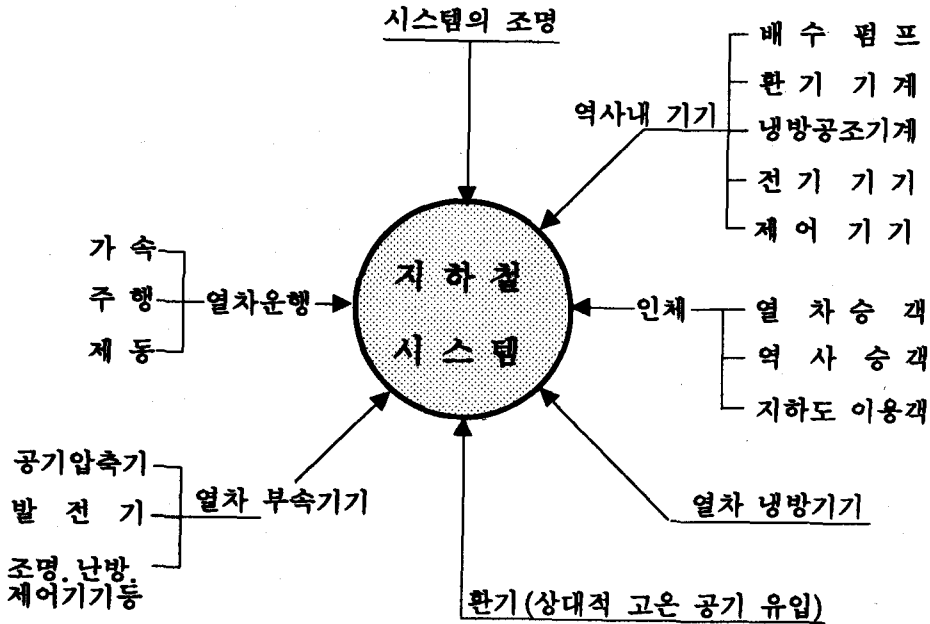 시스템의 조명
배수 펌프
환기 기계
역사내 기기
냉방공조기계
전기 기기
제어 기기
지하철
시스템
가속
주행
열차운행
제동
인체
열차승객
역사승객
지하도 이용객
공기압축기
발전기
열차 부속기기
조명.난방.
제어기기등
열차 냉방기기
환기(상대적 고온 공기 유입)